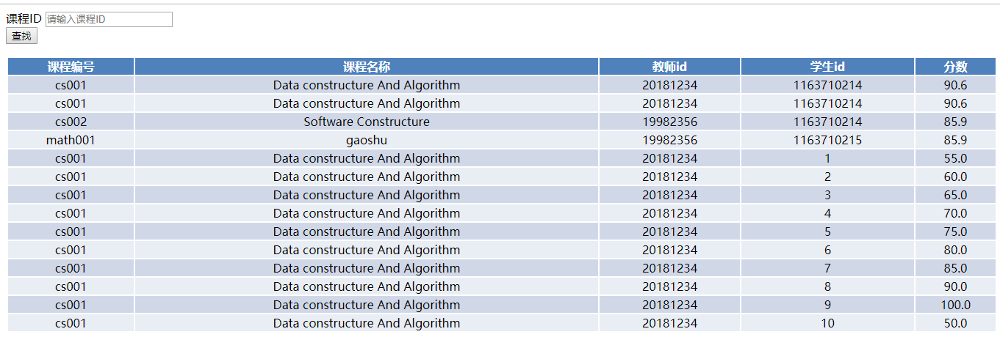 课程ID 请输入课程ID
查找
课程编号 课程名称 教师id 学生id 分数
cs001 Data constructure And Algorithm 20181234 1163710214 90.6
cs001 Data constructure And Algorithm 20181234 1163710214 90.6
cs002 Software Constructure 19982356 1163710214 85.9
math001 gaoshu 19982356 1163710215 85.9
cs001 Data constructure And Algorithm 20181234 1 55.0
cs001 Data constructure And Algorithm 20181234 2 60.0
cs001 Data constructure And Algorithm 20181234 3 65.0
cs001 Data constructure And Algorithm 20181234 4 70.0
cs001 Data constructure And Algorithm 20181234 5 75.0
cs001 Data constructure And Algorithm 20181234 6 80.0
cs001 Data constructure And Algorithm 20181234 7 85.0
cs001 Data constructure And Algorithm 20181234 8 90.0
cs001 Data constructure And Algorithm 20181234 9 100.0
cs001 Data constructure And Algorithm 20181234 10 50.0